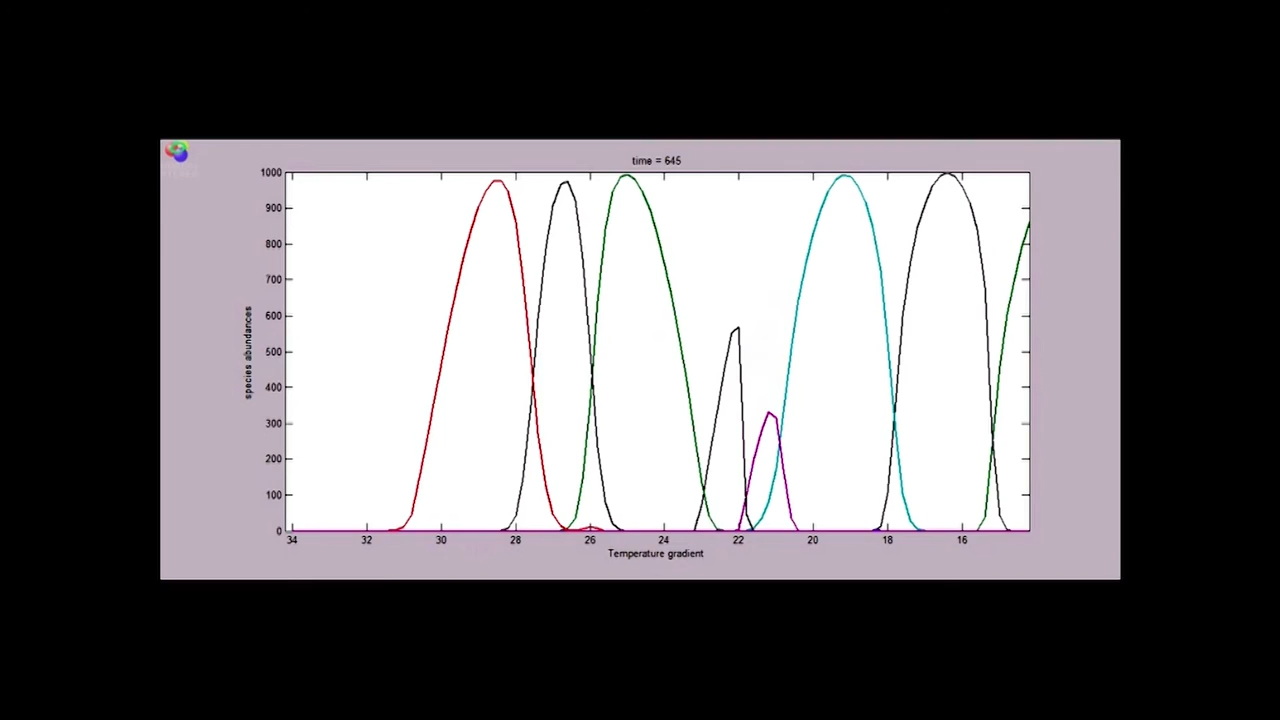 time = 645
1000
900
800
700
600
500
400
300
200
100
0
species abundances
34 32 30 28 26 24 22 20 18 16
Temperature gradient